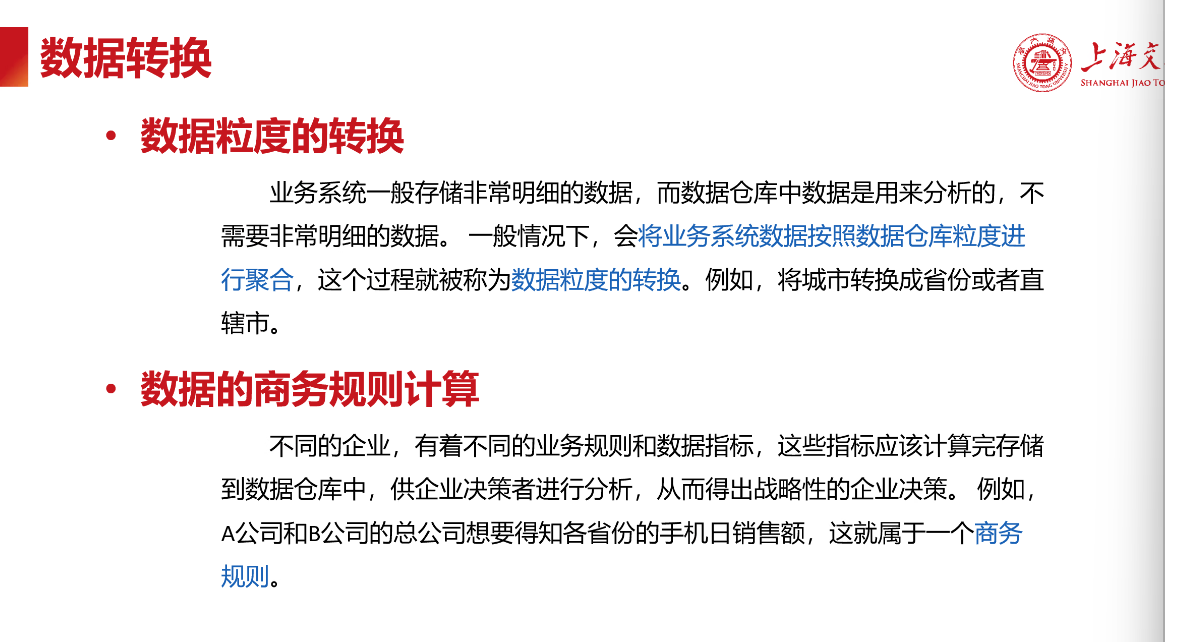 数据转换
上海交
SHANGHAI JIAO TO
• 数据粒度的转换
业务系统一般存储非常明细的数据，而数据仓库中数据是用来分析的，不
需要非常明细的数据。 一般情况下，会将业务系统数据按照数据仓库粒度进
行聚合，这个过程就被称为数据粒度的转换。例如，将城市转换成省份或者直
辖市。
• 数据的商务规则计算
不同的企业，有着不同的业务规则和数据指标，这些指标应该计算完存储
到数据仓库中，供企业决策者进行分析，从而得出战略性的企业决策。 例如，
A公司和B公司的总公司想要得知各省份的手机日销售额，这就属于一个商务
规则。